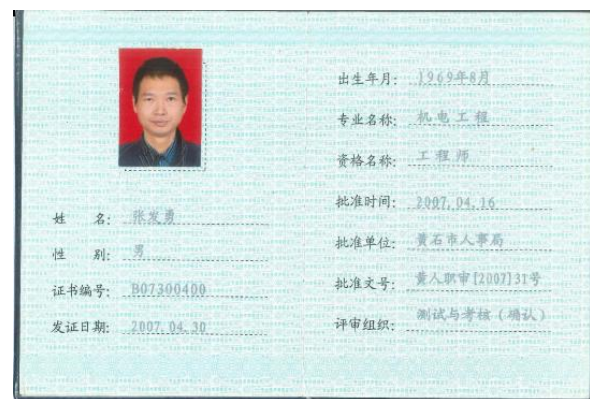 姓 名: 张发勇
性 别: 男
证书编号: B07300400
发证日期: 2007.04.30
出生年月: 1969年8月
专业名称: 机电工程
资格名称: 工程师
批准时间: 2007.04.16
批准单位: 黄石市人事局
批准文号: 黄人职审[2007]31号
评审组织: 测试与考核(确认)